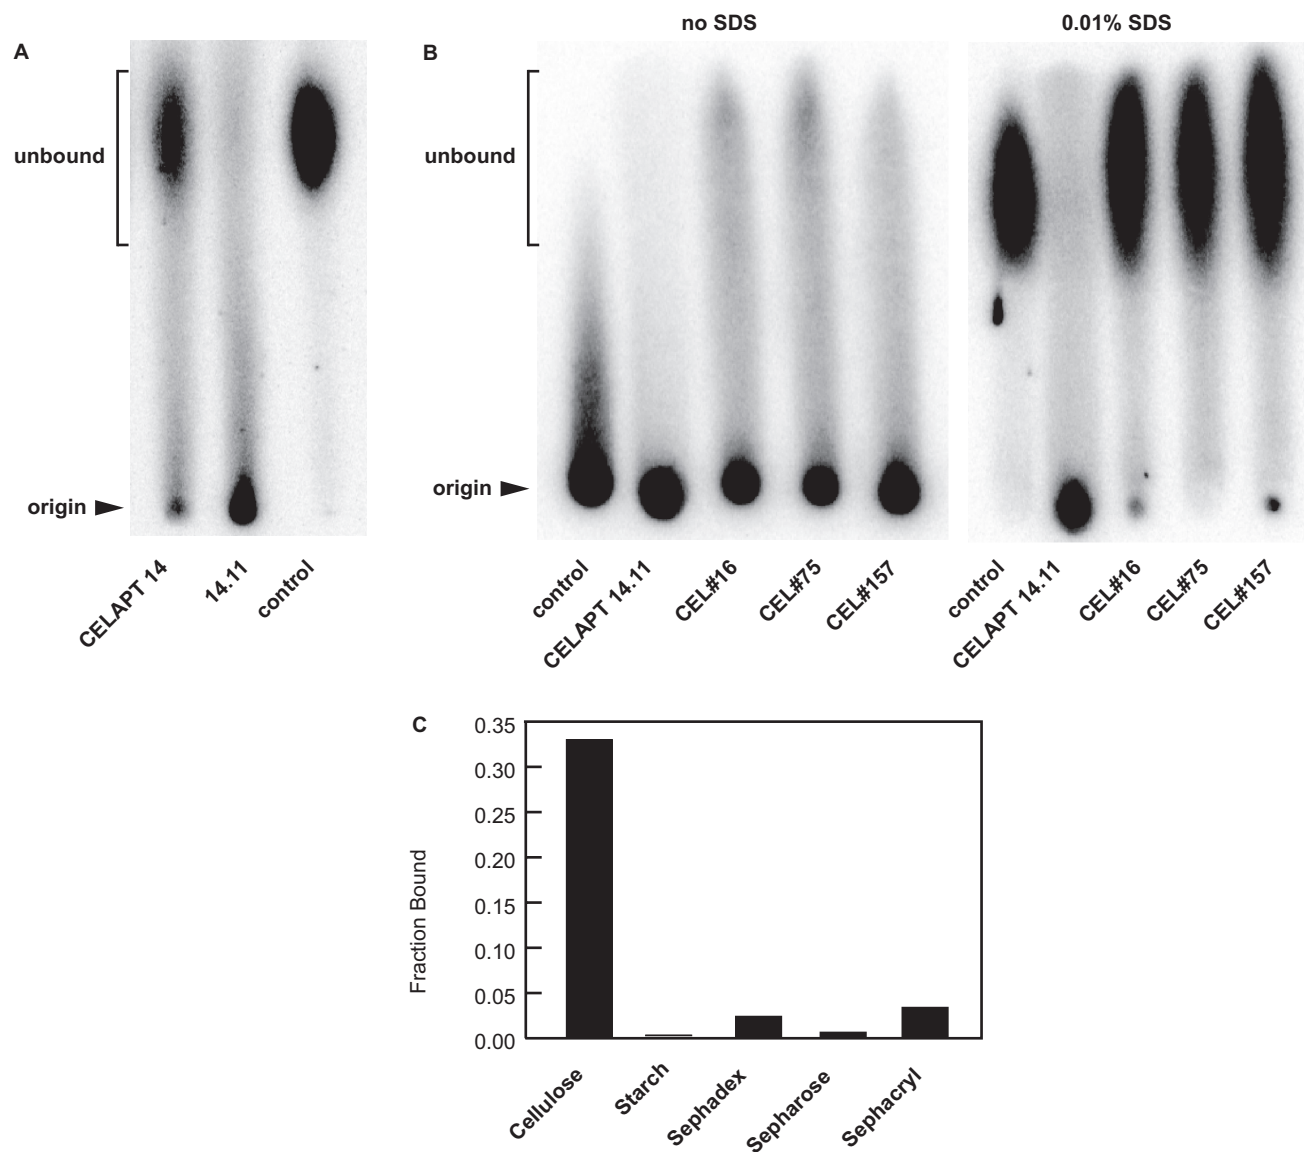 A
unbound
origin
CELAPT 14
14.11
control
B
no SDS
0.01% SDS
unbound
origin
control
CELAPT 14.11
CEL#16
CEL#75
CEL#157
control
CELAPT 14.11
CEL#16
CEL#75
CEL#157
C
Fraction Bound
0.35
0.30
0.25
0.20
0.15
0.10
0.05
0.00
Cellulose
Starch
Sephadex
Sepharose
Sephacryl